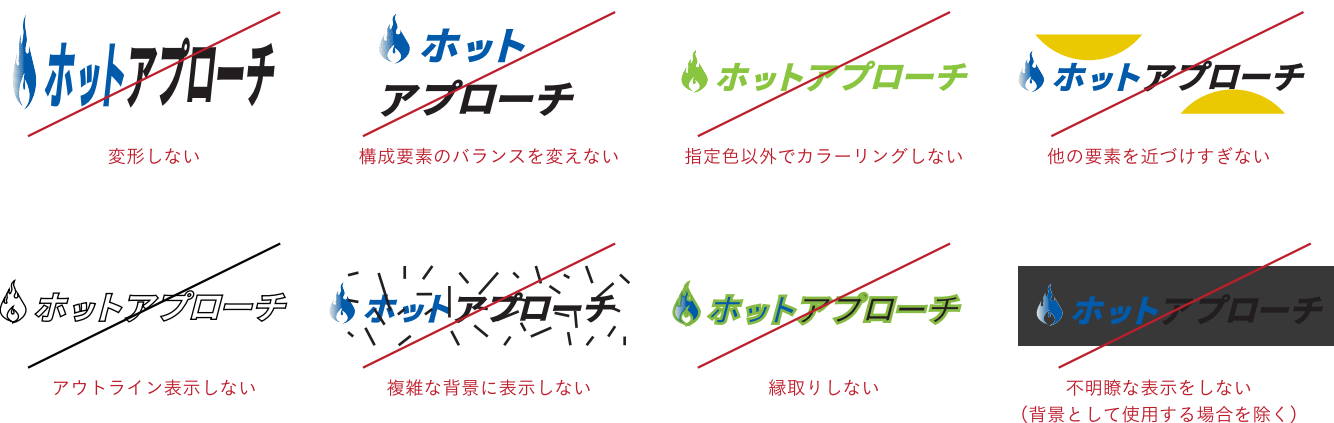 ホットアプローチ
変形しない
ホット
アプローチ
構成要素のバランスを変えない
ホットアプローチ
指定色以外でカラーリングしない
ホットアプローチ
他の要素を近づけすぎない
ホットアプローチ
アウトライン表示しない
ホットアプローチ
複雑な背景に表示しない
ホットアプローチ
縁取りしない
ホットアプローチ
不明瞭な表示をしない
（背景として使用する場合を除く）